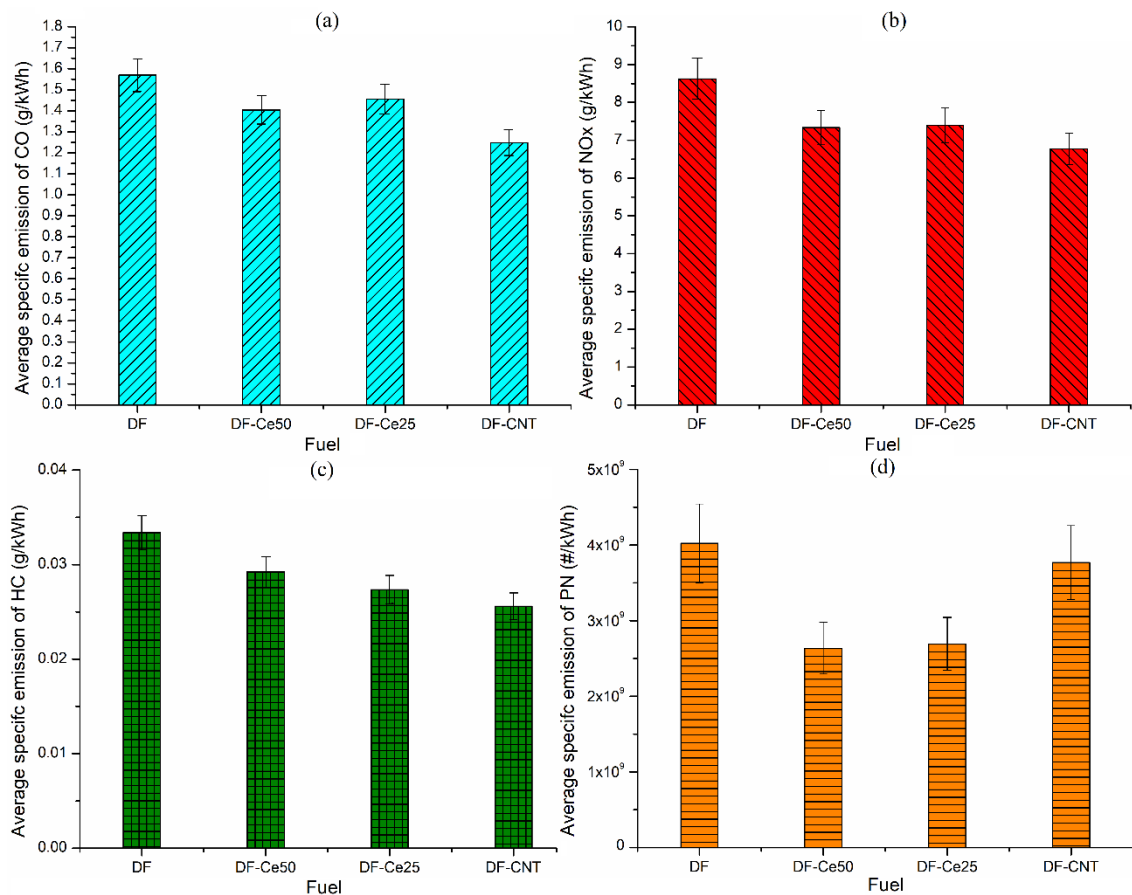 (a)
Average specifc emission of CO (g/kWh)
1.8
1.7
1.6
1.5
1.4
1.3
1.2
1.1
1.0
0.9
0.8
0.7
0.6
0.5
0.4
0.3
0.2
0.1
0.0
DF DF-Ce50 DF-Ce25 DF-CNT
Fuel
(b)
Average specifc emission of NOx (g/kWh)
10
9
8
7
6
5
4
3
2
1
0
DF DF-Ce50 DF-Ce25 DF-CNT
Fuel
(c)
Average specifc emission of HC (g/kWh)
0.04
0.03
0.02
0.01
0.00
DF DF-Ce50 DF-Ce25 DF-CNT
Fuel
(d)
Average specifc emission of PN (#/kWh)
5x10⁹
4x10⁹
3x10⁹
2x10⁹
1x10⁹
0
DF DF-Ce50 DF-Ce25 DF-CNT
Fuel